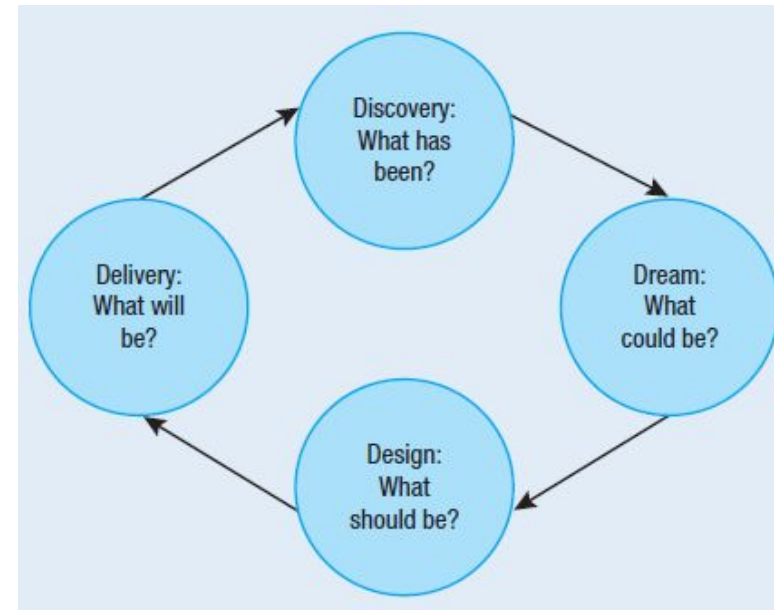 Discovery:
What has
been?
Delivery:
What will
be?
Dream:
What
could be?
Design:
What
should be?